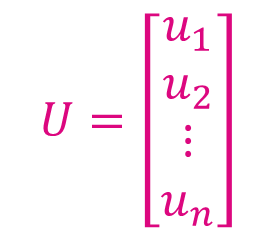 u₁
u₂
U = ⋮
uₙ